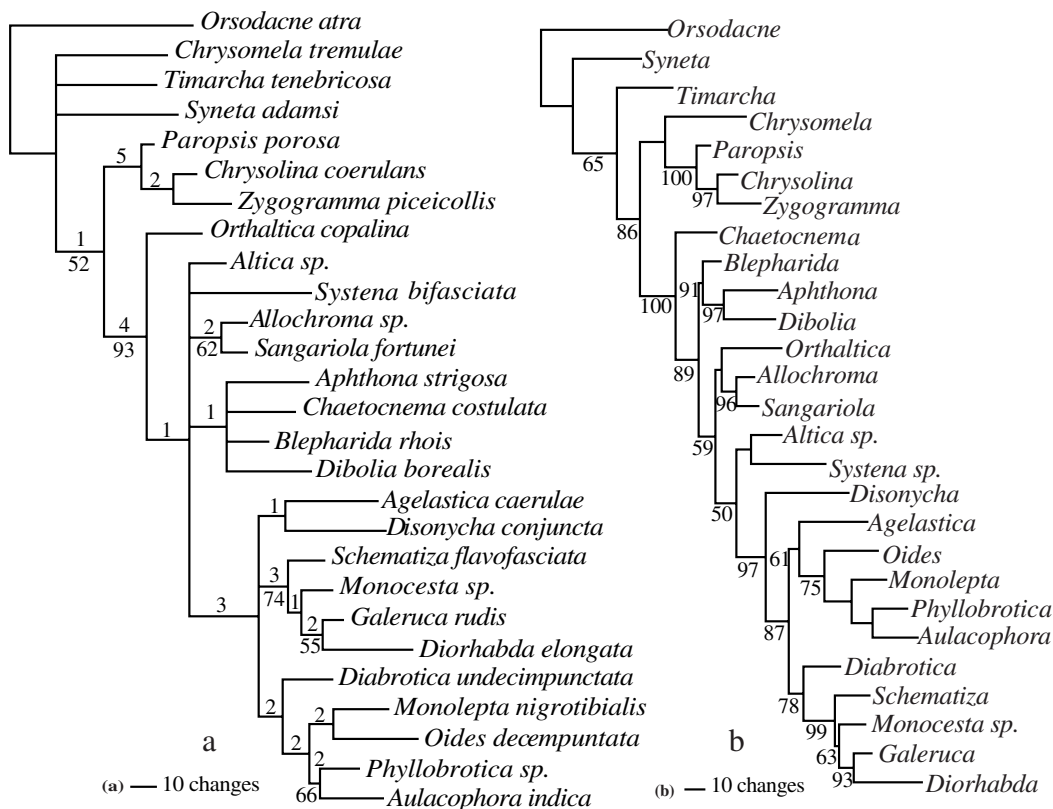 Orsodacne atra
Chrysomela tremulae
Timarcha tenebricosa
Syneta adamsi
Paropsis porosa
5
Chrysolina coerulans
2
Zygogramma piceicollis
Orthaltica copalina
1
52
Altica sp.
Systena bifasciata
Allochroma sp.
2
62
Sangariola fortunei
4
93
Aphthona strigosa
Chaetocnema costulata
1
1
Blepharida rhois
Dibolia borealis
Agelastica caerulae
1
Disonycha conjuncta
Schematiza flavofasciata
3
74
Monocesta sp.
1
3
Galeruca rudis
2
55
Diorhabda elongata
Diabrotica undecimpunctata
2
Monolepta nigrotibialis
2
Oides decempuntata
2
2
Phyllobrotica sp.
66
Aulacophora indica
a
(a) 10 changes
Orsodacne
Syneta
Timarcha
Chrysomela
65
Paropsis
100
Chrysolina
97
Zygogramma
86
Chaetocnema
Blepharida
91
Aphthona
100
97
Dibolia
Orthaltica
89
Allochroma
96
Sangariola
59
Altica sp.
Systena sp.
Disonycha
50
Agelastica
Oides
61
97
75
Monolepta
Phyllobrotica
87
Aulacophora
Diabrotica
Schematiza
78
99
Monocesta sp.
63
Galeruca
93
Diorhabda
b
(b) 10 changes